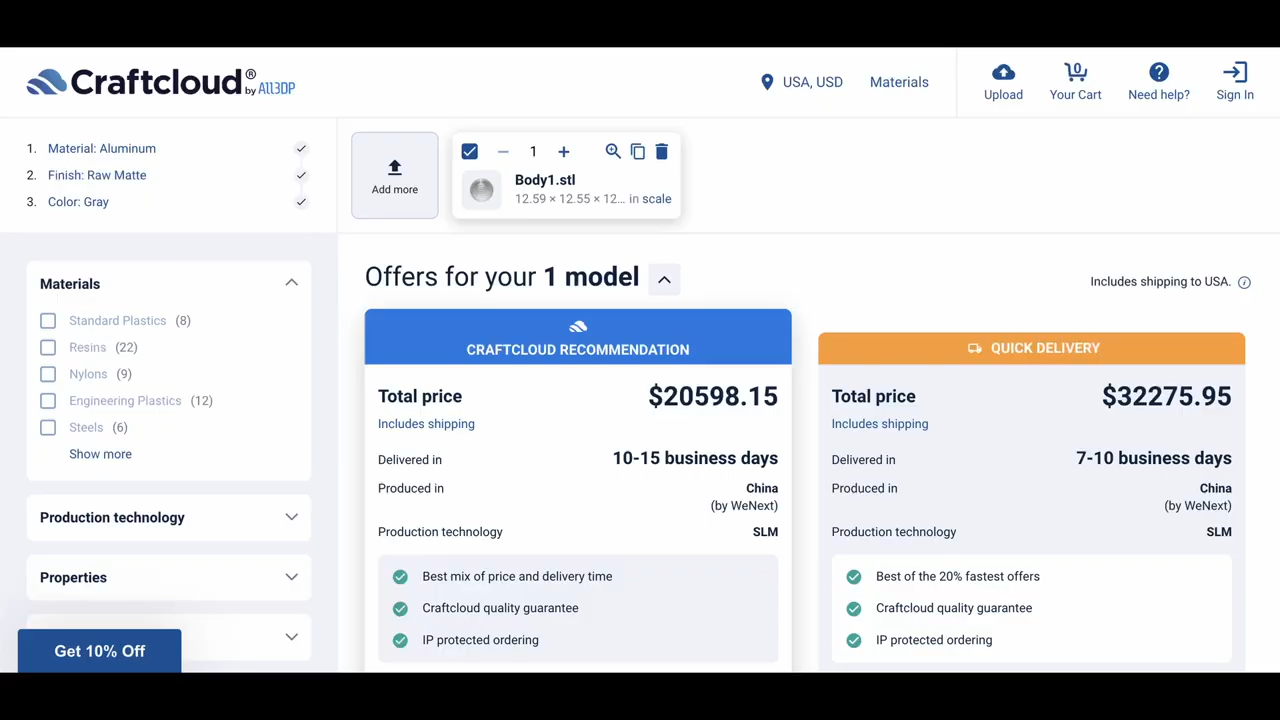 Craftcloud® by All3DP
USA, USD
Materials
Upload
0
Your Cart
Need help?
Sign In
1. Material: Aluminum
2. Finish: Raw Matte
3. Color: Gray
Add more
1
Body1.stl
12.59 × 12.55 × 12... in scale
Materials
Standard Plastics (8)
Resins (22)
Nylons (9)
Engineering Plastics (12)
Steels (6)
Show more
Production technology
Properties
Get 10% Off
Offers for your 1 model
Includes shipping to USA.
CRAFTCLOUD RECOMMENDATION
Total price $20598.15
Includes shipping
Delivered in 10-15 business days
Produced in China
(by WeNext)
Production technology SLM
Best mix of price and delivery time
Craftcloud quality guarantee
IP protected ordering
QUICK DELIVERY
Total price $32275.95
Includes shipping
Delivered in 7-10 business days
Produced in China
(by WeNext)
Production technology SLM
Best of the 20% fastest offers
Craftcloud quality guarantee
IP protected ordering